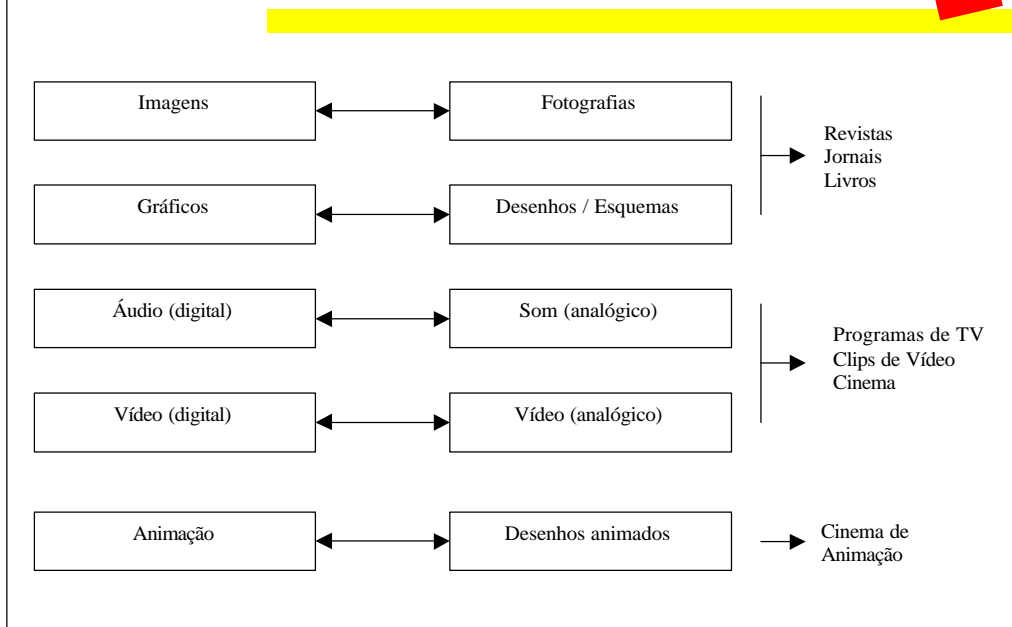 Imagens
Fotografias
Revistas
Jornais
Livros
Gráficos
Desenhos / Esquemas
Áudio (digital)
Som (analógico)
Programas de TV
Clips de Vídeo
Cinema
Vídeo (digital)
Vídeo (analógico)
Animação
Desenhos animados
Cinema de
Animação